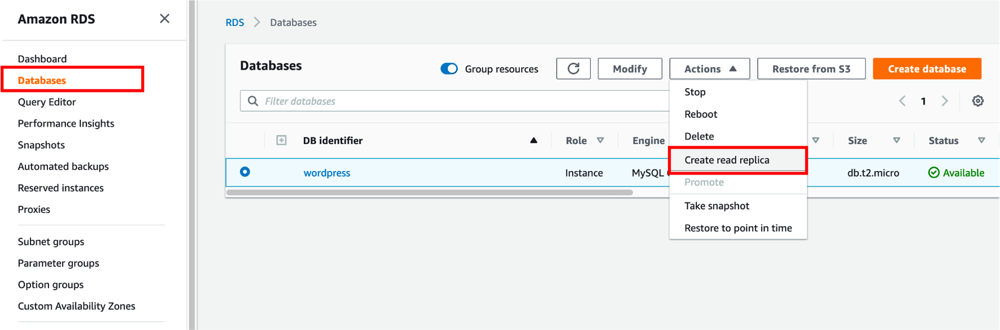 Amazon RDS
Dashboard
Databases
Query Editor
Performance Insights
Snapshots
Automated backups
Reserved instances
Proxies
Subnet groups
Parameter groups
Option groups
Custom Availability Zones
RDS > Databases
Databases
Group resources
Modify
Actions
Restore from S3
Create database
Filter databases
1
Stop
Reboot
Delete
Create read replica
Promote
Take snapshot
Restore to point in time
DB identifier Role Engine Size Status
wordpress Instance MySQL db.t2.micro Available